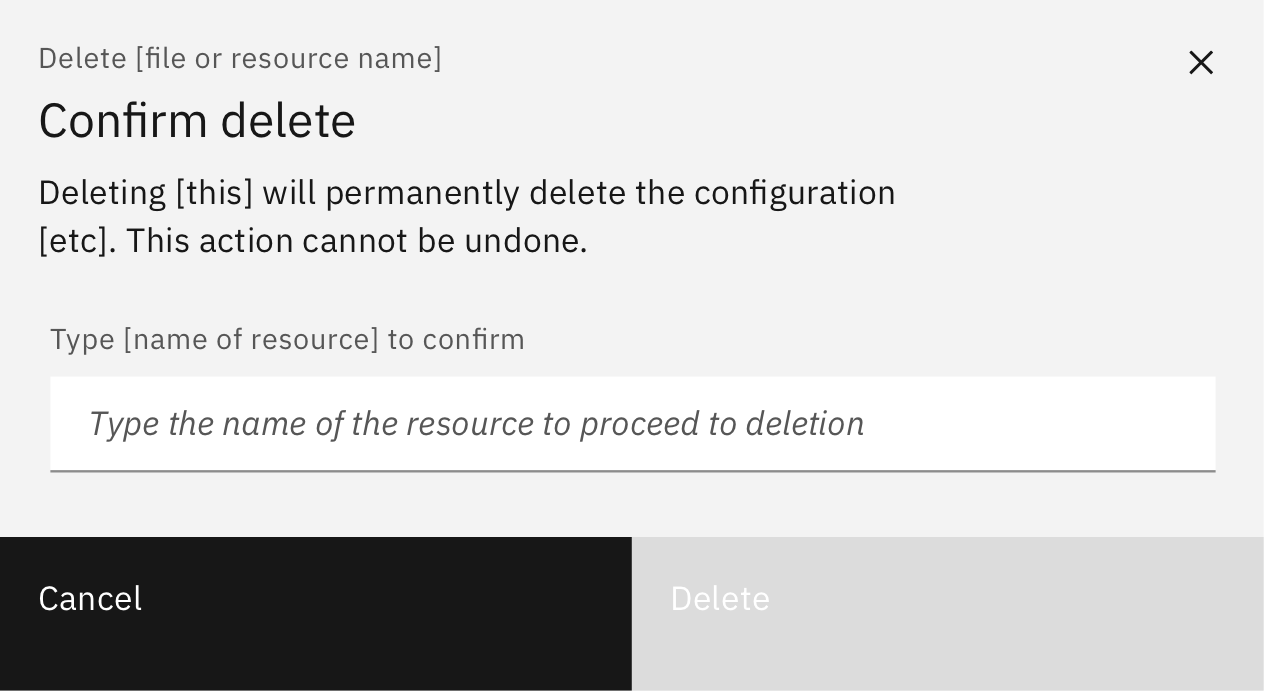 Delete [file or resource name]
Confirm delete
Deleting [this] will permanently delete the configuration
[etc]. This action cannot be undone.
Type [name of resource] to confirm
Type the name of the resource to proceed to deletion
Cancel
Delete